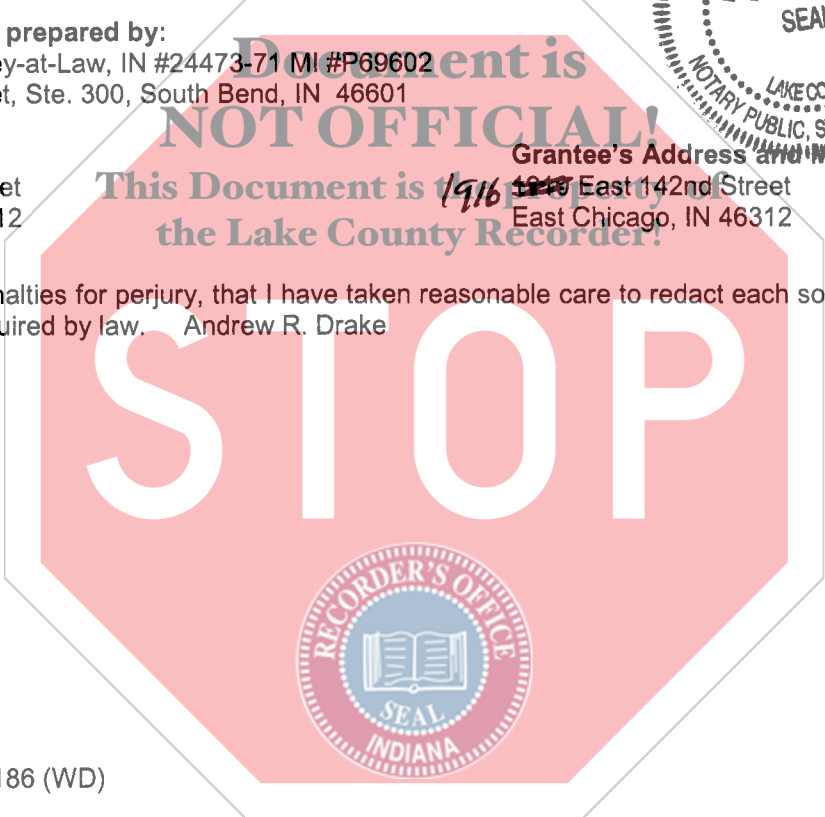 prepared by:
SEAL
ey-at-Law, IN #24473-71 MI #P69602
et, Ste. 300, South Bend, IN 46601
LAKE CO
NOTARY PUBLIC, S
Document is
NOT OFFICIAL!
This Document is the property of
the Lake County Recorder!
Grantee's Address and M
et
1916 East 142nd Street
12
East Chicago, IN 46312
nalties for perjury, that I have taken reasonable care to redact each so
uired by law. Andrew R. Drake
STOP
RECORDER'S OFFICE
SEAL
INDIANA
186 (WD)